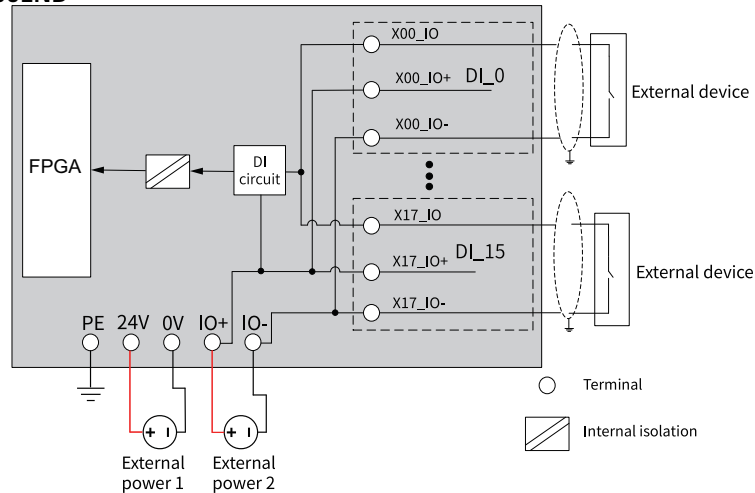 X00_IO
X00_IO+ DI_0
X00_IO-
External device
FPGA
DI
circuit
X17_IO
X17_IO+ DI_15
X17_IO-
External device
PE 24V 0V IO+ IO-
Terminal
Internal isolation
External
power 1
External
power 2